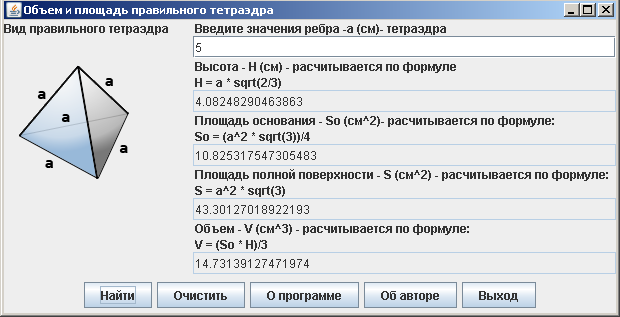 Объем и площадь правильного тетраэдра
Вид правильного тетраэдра
Введите значения ребра -a (см)- тетраэдра
5
Высота - H (см) - расчитывается по формуле
H = a * sqrt(2/3)
4.08248290463863
a
a
a
a
Площадь основания - So (см^2)- расчитывается по формуле:
So = (a^2 * sqrt(3))/4
10.825317547305483
Площадь полной поверхности - S (см^2) - расчитывается по формуле:
S = a^2 * sqrt(3)
43.30127018922193
Объем - V (см^3) - расчитывается по формуле:
V = (So * H)/3
14.73139127471974
Найти
Очистить
О программе
Об авторе
Выход